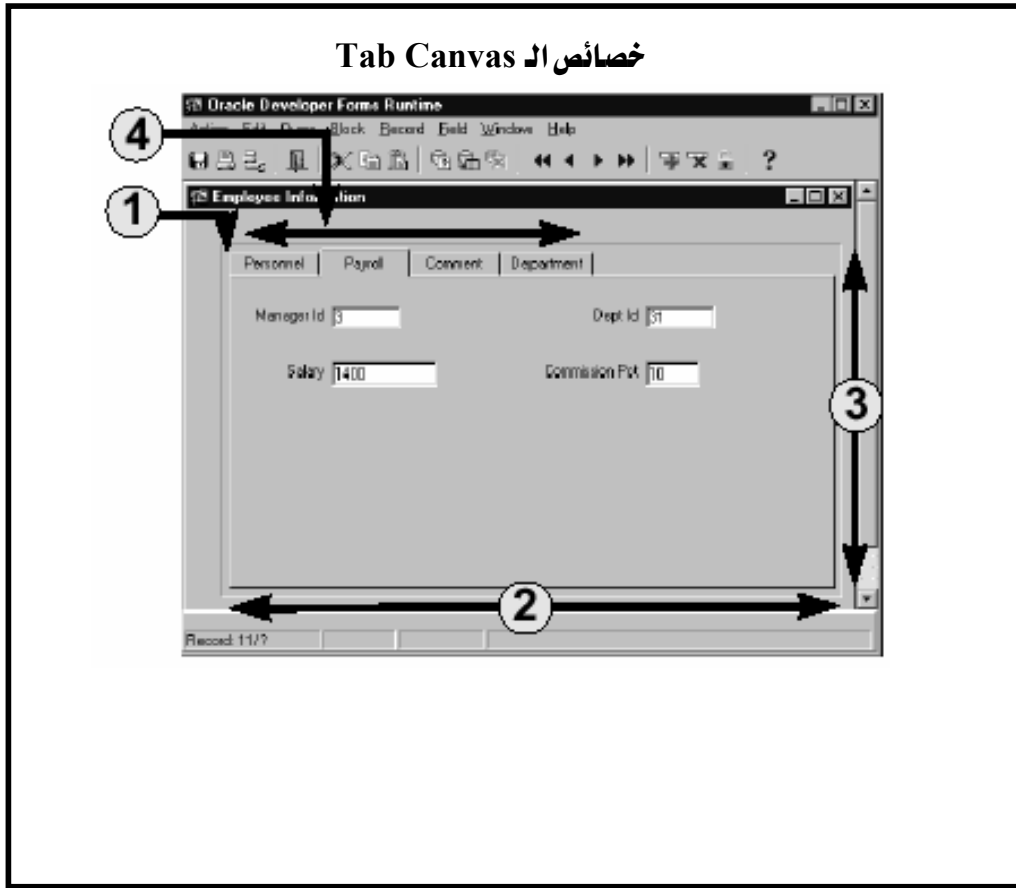 خصائص الـ Tab Canvas
Oracle Developer Forms Runtime
Action Edit Query Block Record Field Window Help
4
Employee Information
1
Personnel Payroll Comment Department
Manager Id 3 Dept Id 31
Salary 1400 Commission Pct 10
3
2
Record: 11/?